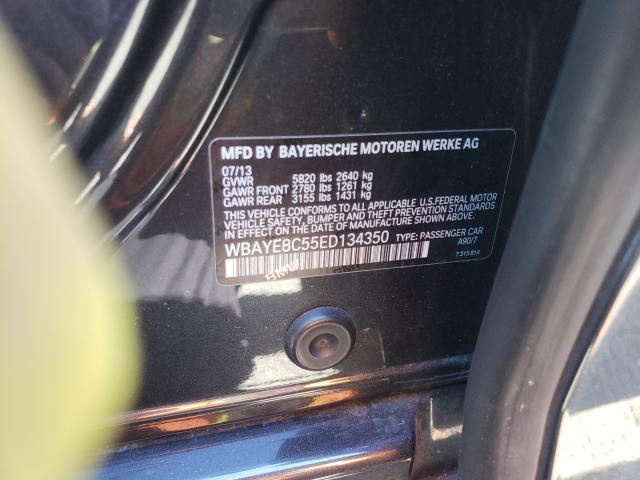 MFD BY BAYERISCHE MOTOREN WERKE AG
07/13
GVWR 5820 lbs 2640 kg
GAWR FRONT 2780 lbs 1261 kg
GAWR REAR 3155 lbs 1431 kg
THIS VEHICLE CONFORMS TO ALL APPLICABLE U.S.FEDERAL MOTOR
VEHICLE SAFETY, BUMPER, AND THEFT PREVENTION STANDARDS
IN EFFECT ON THE DATE OF MANUFACTURE SHOWN ABOVE.
WBAYE8C55ED134350 TYPE: PASSENGER CAR
A90/7
7 315 614
BMW